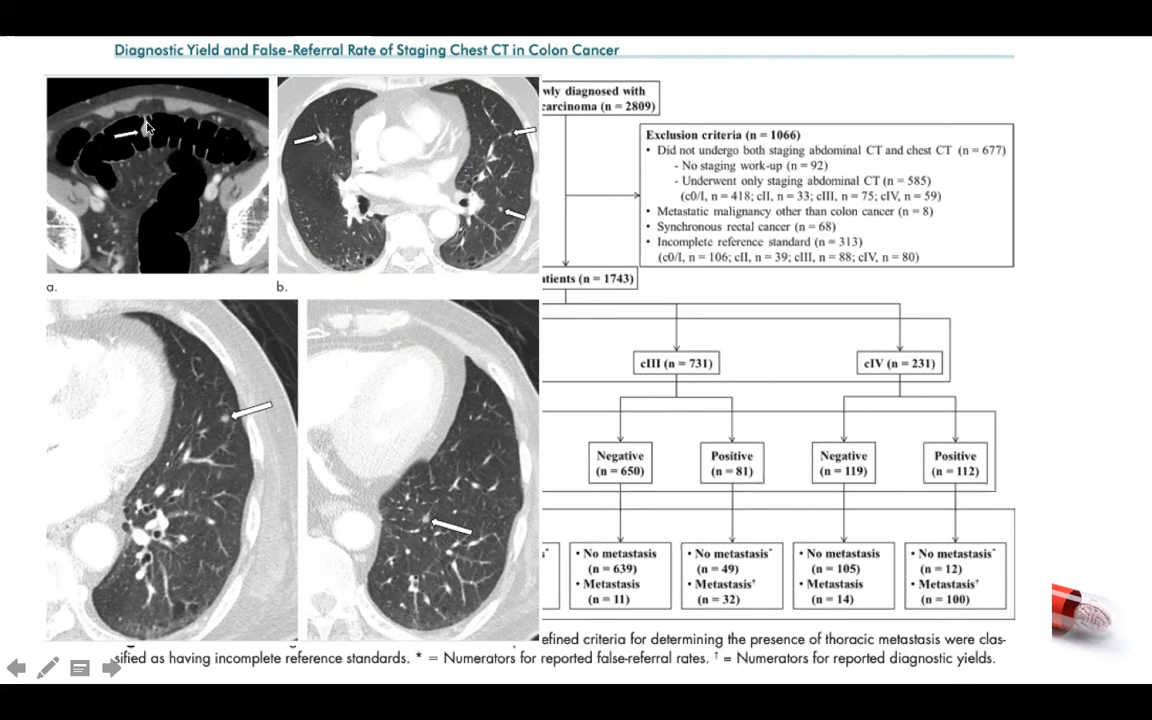 Diagnostic Yield and False-Referral Rate of Staging Chest CT in Colon Cancer
wly diagnosed with
carcinoma (n = 2809)
Exclusion criteria (n = 1066)
• Did not undergo both staging abdominal CT and chest CT (n = 677)
- No staging work-up (n = 92)
- Underwent only staging abdominal CT (n = 585)
(c0/I, n = 418; cII, n = 33; cIII, n = 75; cIV, n = 59)
• Metastatic malignancy other than colon cancer (n = 8)
• Synchronous rectal cancer (n = 68)
• Incomplete reference standard (n = 313)
(c0/I, n = 106; cII, n = 39; cIII, n = 88; cIV, n = 80)
a.
b.
tients (n = 1743)
cIII (n = 731)
cIV (n = 231)
Negative
(n = 650)
Positive
(n = 81)
Negative
(n = 119)
Positive
(n = 112)
• No metastasis
(n = 639)
• Metastasis
(n = 11)
• No metastasis*
(n = 49)
• Metastasis†
(n = 32)
• No metastasis
(n = 105)
• Metastasis
(n = 14)
• No metastasis*
(n = 12)
• Metastasis†
(n = 100)
efined criteria for determining the presence of thoracic metastasis were clas-
sified as having incomplete reference standards. * = Numerators for reported false-referral rates. † = Numerators for reported diagnostic yields.